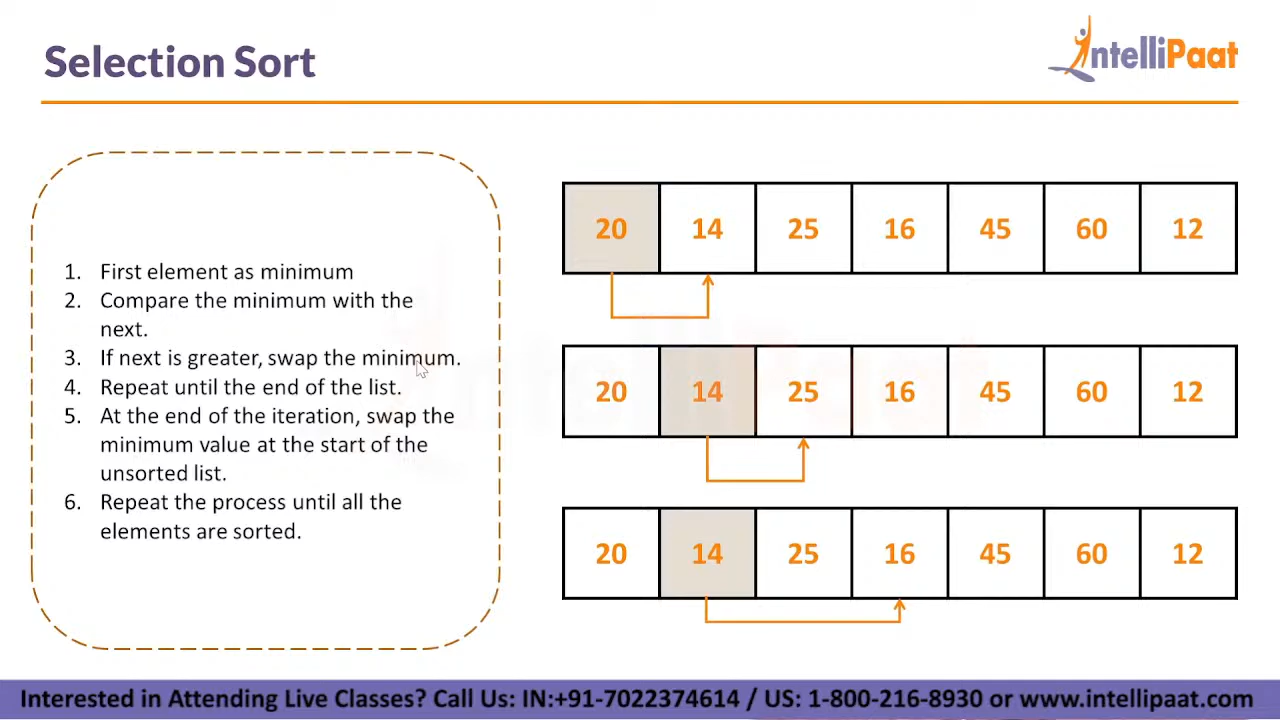 Selection Sort
IntelliPaat
1. First element as minimum
2. Compare the minimum with the
next.
3. If next is greater, swap the minimum.
4. Repeat until the end of the list.
5. At the end of the iteration, swap the
minimum value at the start of the
unsorted list.
6. Repeat the process until all the
elements are sorted.
20 14 25 16 45 60 12
20 14 25 16 45 60 12
20 14 25 16 45 60 12
Interested in Attending Live Classes? Call Us: IN:+91-7022374614 / US: 1-800-216-8930 or www.intellipaat.com